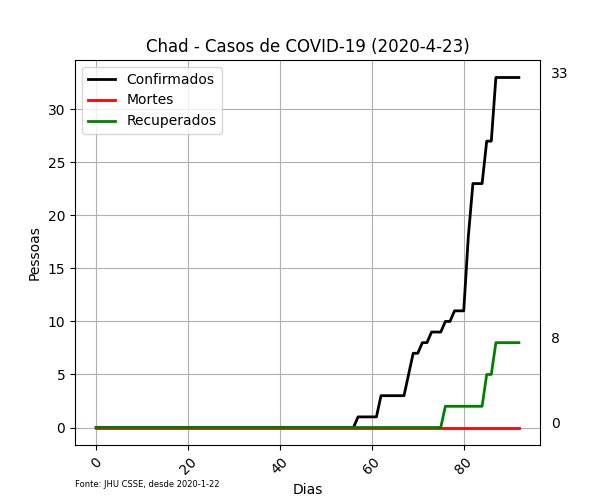 Chad - Casos de COVID-19 (2020-4-23)
Confirmados
Mortes
Recuperados
33
8
0
Pessoas
30
25
20
15
10
5
0
0
20
40
60
80
Dias
Fonte: JHU CSSE, desde 2020-1-22